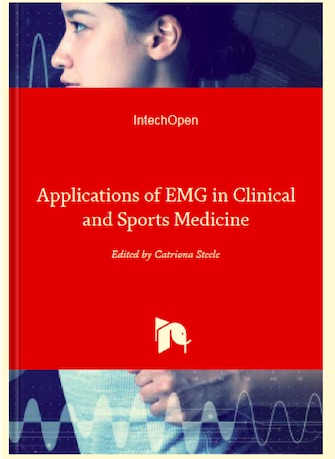 IntechOpen
Applications of EMG in Clinical
and Sports Medicine
Edited by Catriona Steele